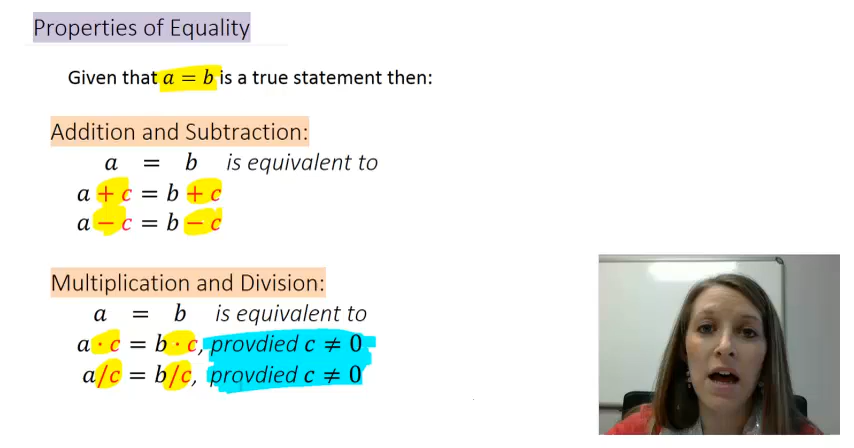 Properties of Equality
Given that a = b is a true statement then:
Addition and Subtraction:
a = b is equivalent to
a + c = b + c
a − c = b − c
Multiplication and Division:
a = b is equivalent to
a · c = b · c, provdied c ≠ 0
a/c = b/c, provdied c ≠ 0